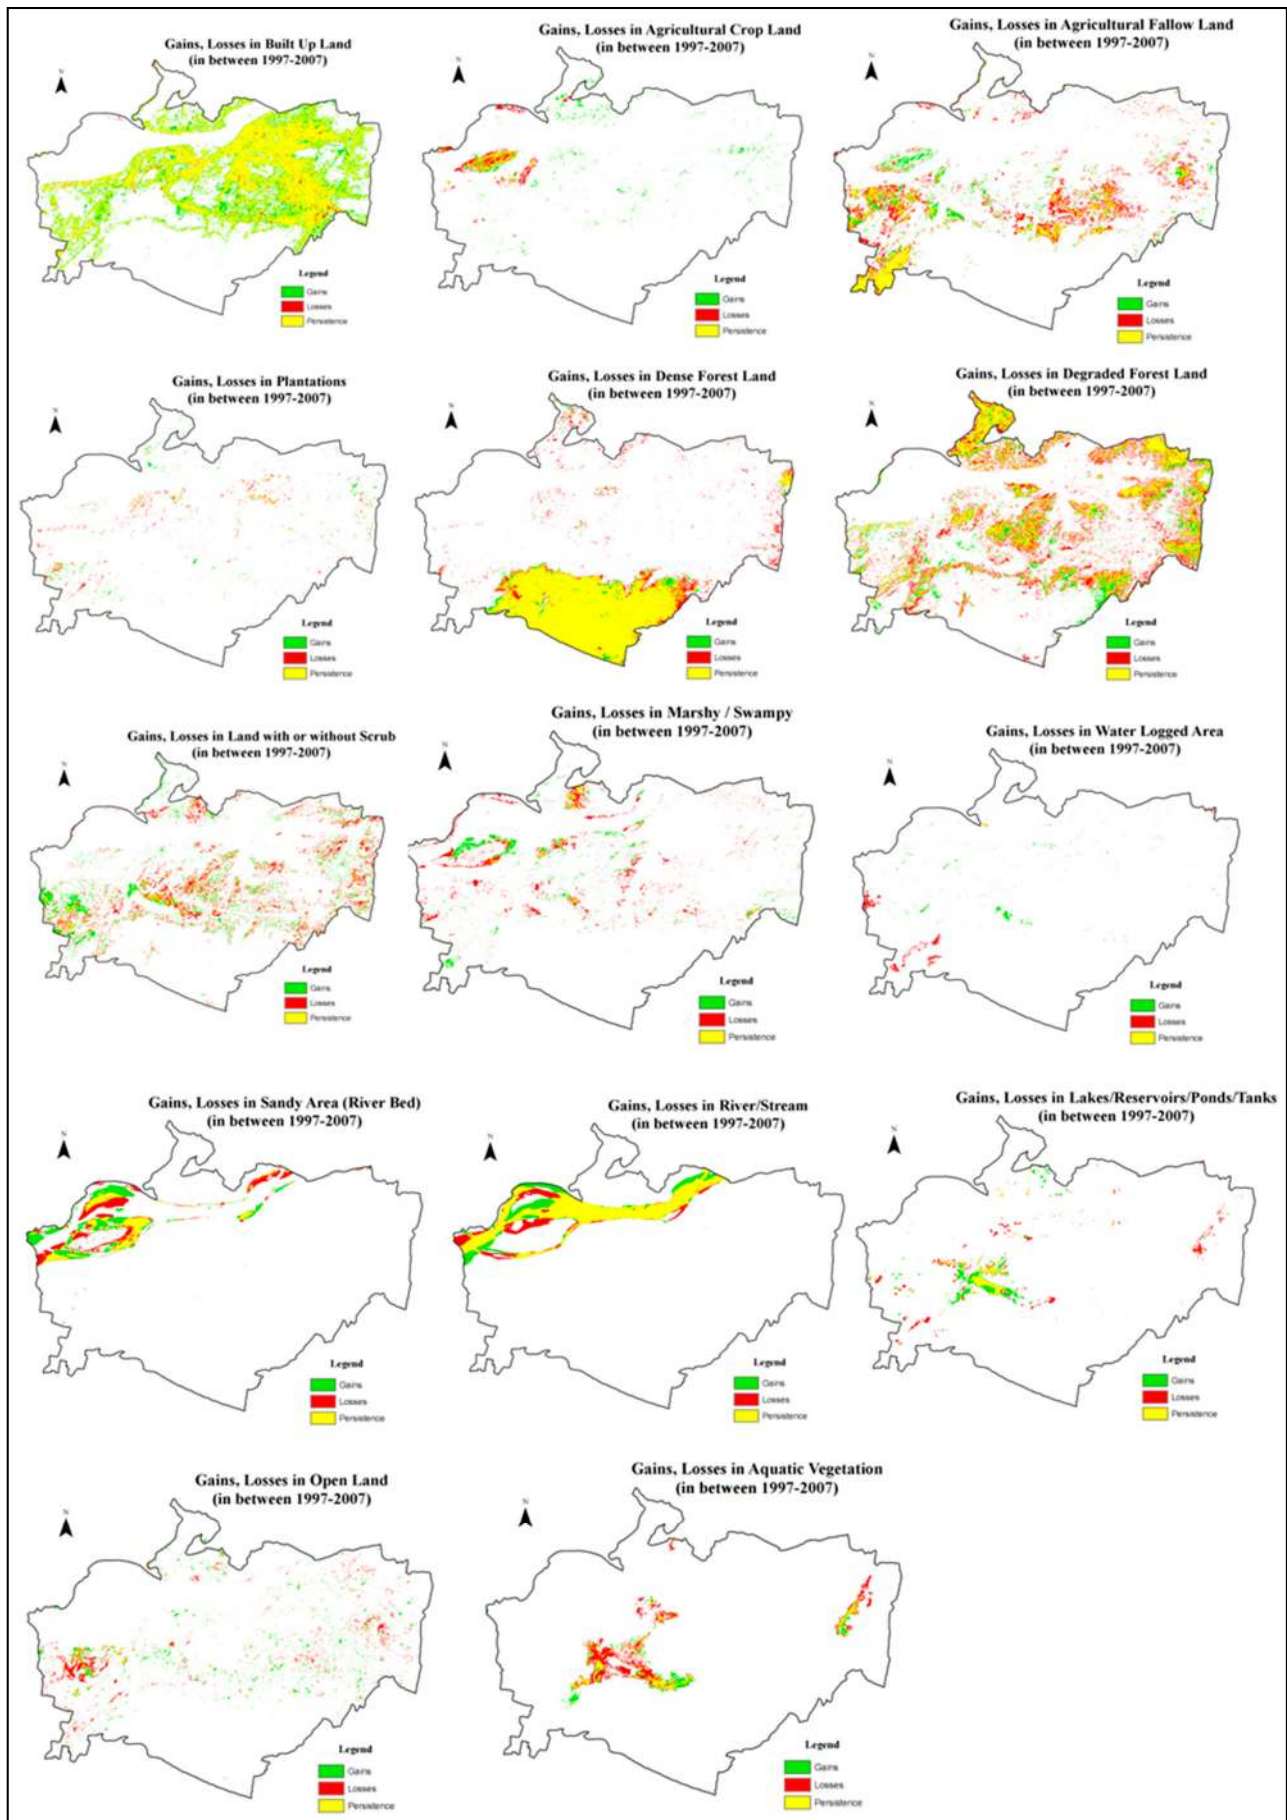 Gains, Losses in Built Up Land
(in between 1997-2007)
N
Legend
Gains
Losses
Persistence
Gains, Losses in Agricultural Crop Land
(in between 1997-2007)
N
Legend
Gains
Losses
Persistence
Gains, Losses in Agricultural Fallow Land
(in between 1997-2007)
N
Legend
Gains
Losses
Persistence
Gains, Losses in Plantations
(in between 1997-2007)
N
Legend
Gains
Losses
Persistence
Gains, Losses in Dense Forest Land
(in between 1997-2007)
N
Legend
Gains
Losses
Persistence
Gains, Losses in Degraded Forest Land
(in between 1997-2007)
N
Legend
Gains
Losses
Persistence
Gains, Losses in Land with or without Scrub
(in between 1997-2007)
N
Legend
Gains
Losses
Persistence
Gains, Losses in Marshy / Swampy
(in between 1997-2007)
N
Legend
Gains
Losses
Persistence
Gains, Losses in Water Logged Area
(in between 1997-2007)
N
Legend
Gains
Losses
Persistence
Gains, Losses in Sandy Area (River Bed)
(in between 1997-2007)
N
Legend
Gains
Losses
Persistence
Gains, Losses in River/Stream
(in between 1997-2007)
N
Legend
Gains
Losses
Persistence
Gains, Losses in Lakes/Reservoirs/Ponds/Tanks
(in between 1997-2007)
N
Legend
Gains
Losses
Persistence
Gains, Losses in Open Land
(in between 1997-2007)
N
Legend
Gains
Losses
Persistence
Gains, Losses in Aquatic Vegetation
(in between 1997-2007)
N
Legend
Gains
Losses
Persistence